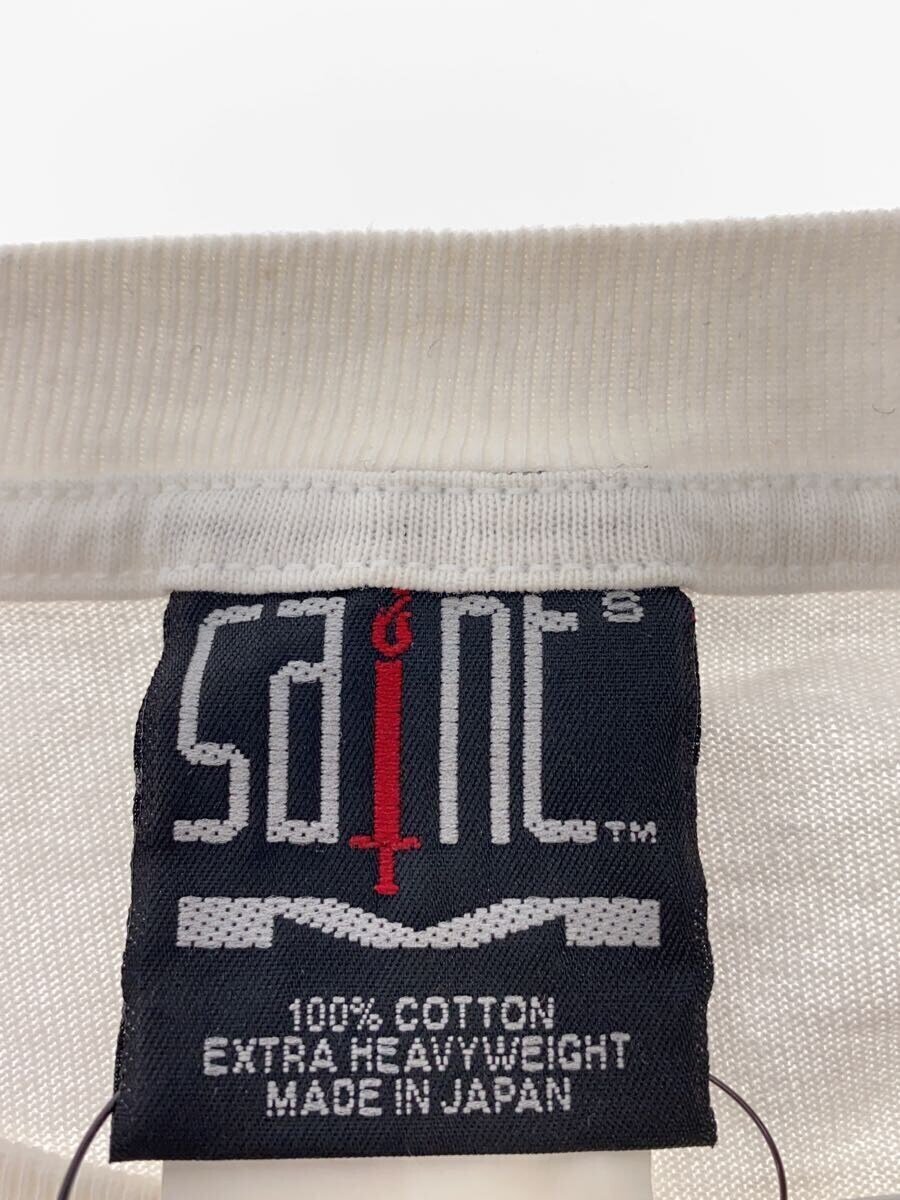 saint S ™
100% COTTON
EXTRA HEAVYWEIGHT
MADE IN JAPAN